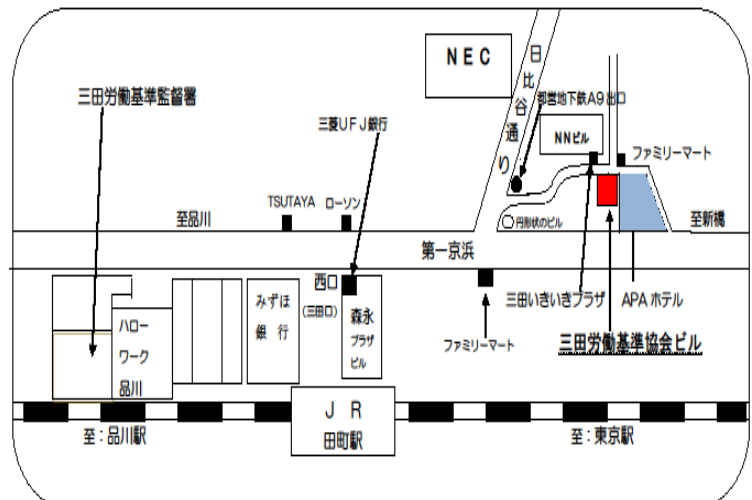 NEC
日比谷通り
三田労働基準監督署
三菱UFJ銀行
都営地下鉄A9出口
NNビル
ファミリーマート
TSUTAYA ローソン
至品川
円形状のビル
至新橋
第一京浜
西口
(三田口)
みずほ
銀行
森永
プラザ
ビル
ファミリーマート
三田いきいきプラザ
APAホテル
三田労働基準協会ビル
ハロー
ワーク
品川
JR
田町駅
至:品川駅
至:東京駅